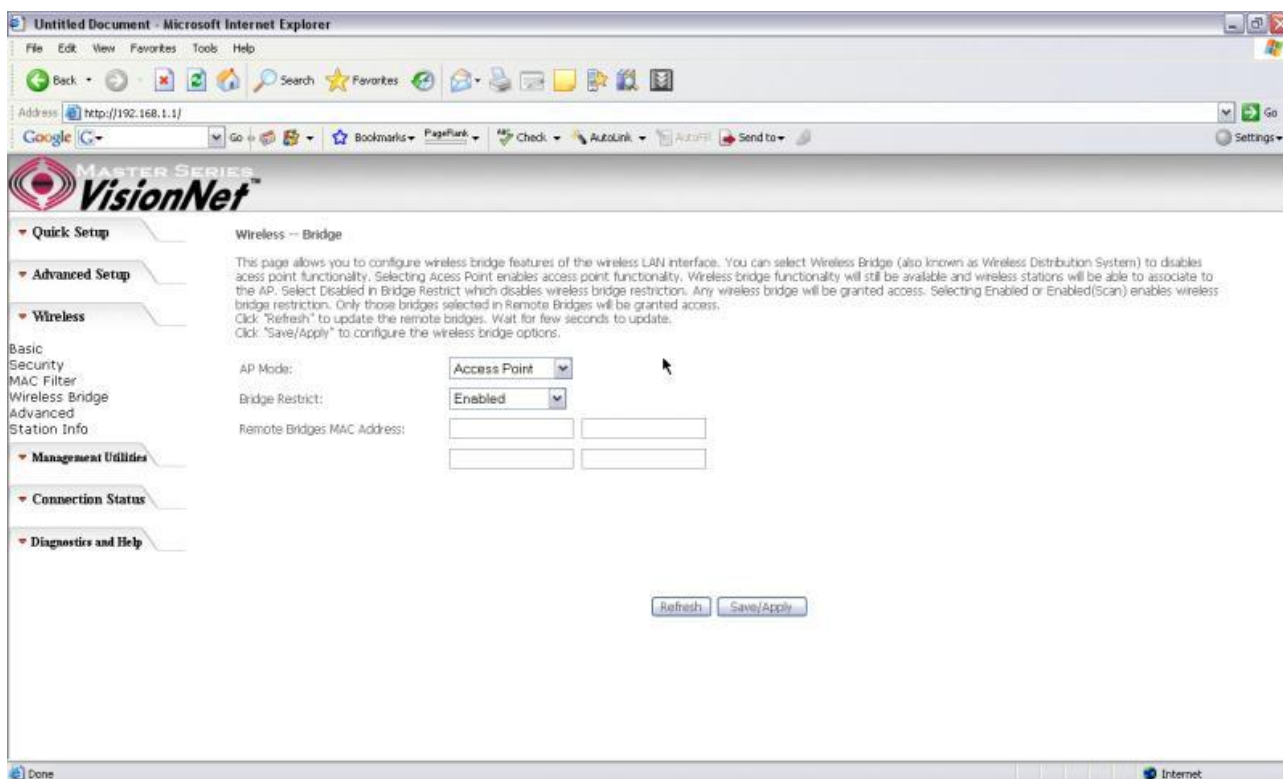 Untitled Document - Microsoft Internet Explorer
File Edit View Favorites Tools Help
Back Search Favorites
Address http://192.168.1.1/ Go
Google G Go Bookmarks PageRank Check AutoLink AutoFill Send to Settings
MASTER SERIES
VisionNet™
Quick Setup
Advanced Setup
Wireless
Basic
Security
MAC Filter
Wireless Bridge
Advanced
Station Info
Management Utilities
Connection Status
Diagnostics and Help
Wireless -- Bridge
This page allows you to configure wireless bridge features of the wireless LAN interface. You can select Wireless Bridge (also known as Wireless Distribution System) to disables
acess point functionality. Selecting Acess Point enables access point functionality. Wireless bridge functionality will still be available and wireless stations will be able to associate to
the AP. Select Disabled in Bridge Restrict which disables wireless bridge restriction. Any wireless bridge will be granted access. Selecting Enabled or Enabled(Scan) enables wireless
bridge restriction. Only those bridges selected in Remote Bridges will be granted access.
Click "Refresh" to update the remote bridges. Wait for few seconds to update.
Click "Save/Apply" to configure the wireless bridge options.
AP Mode: Access Point
Bridge Restrict: Enabled
Remote Bridges MAC Address:
Refresh Save/Apply
Done Internet